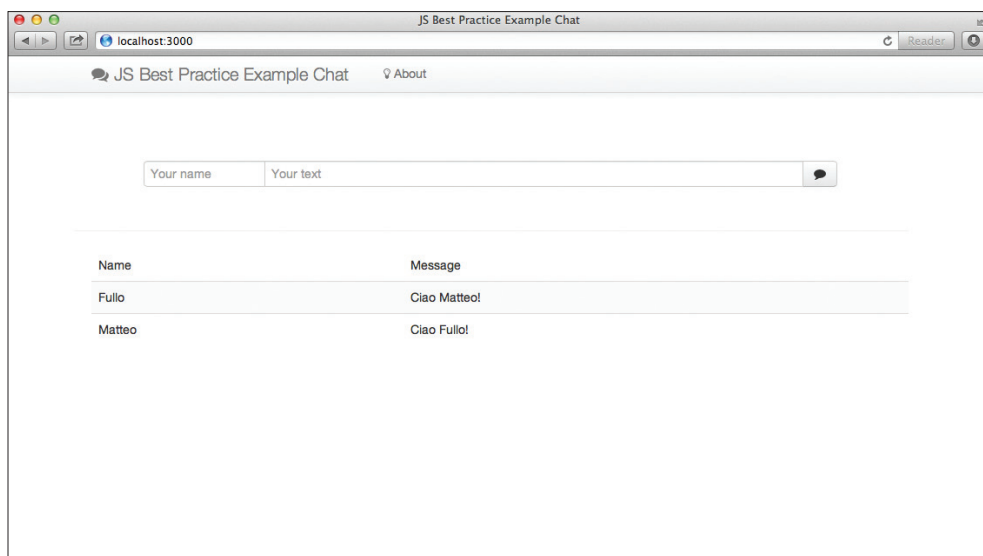 JS Best Practice Example Chat
localhost:3000
Reader
JS Best Practice Example Chat
About
Your name
Your text
Name
Message
Fullo
Ciao Matteo!
Matteo
Ciao Fullo!